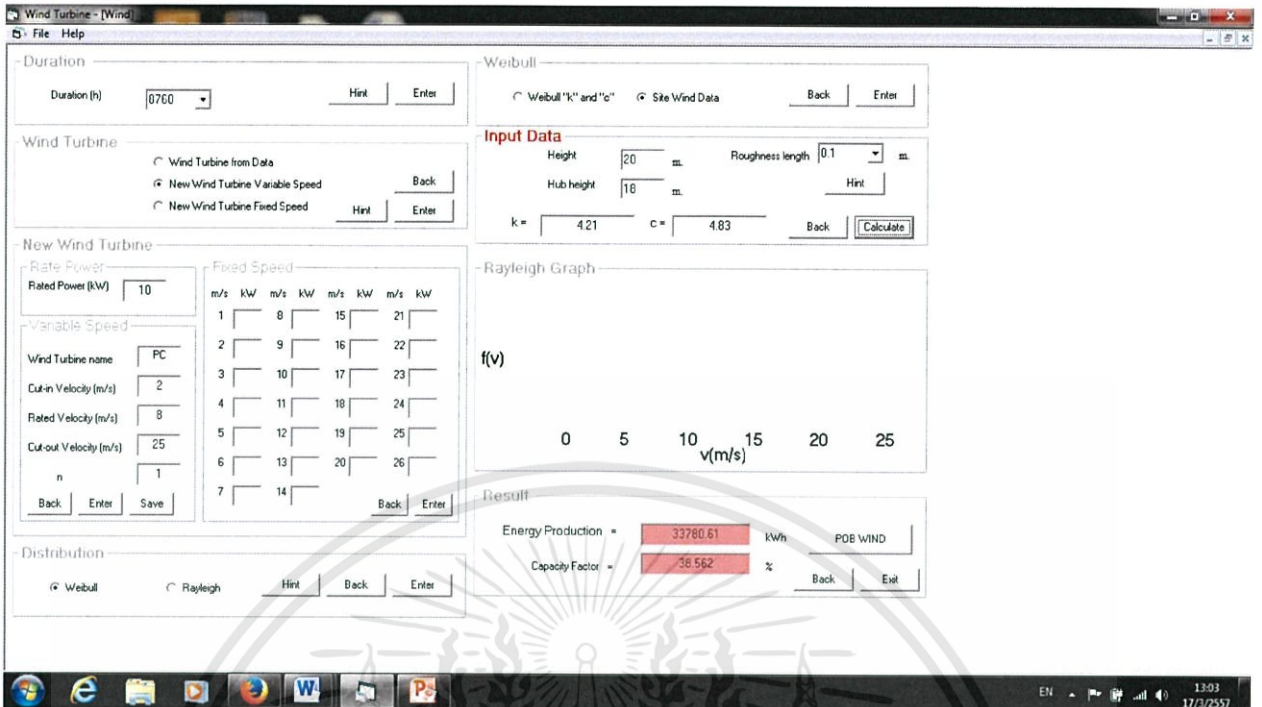 Wind Turbine - [Wind]
File Help
Duration
Duration (h) 8760 Hint Enter
Wind Turbine
Wind Turbine from Data
New Wind Turbine Variable Speed Back
New Wind Turbine Fixed Speed Hint Enter
New Wind Turbine
Rate Power
Rated Power (kW) 10
Variable Speed
Wind Turbine name PC
Cut-in Velocity (m/s) 2
Rated Velocity (m/s) 8
Cut-out Velocity (m/s) 25
n 1
Back Enter Save
Fixed Speed
m/s kW m/s kW m/s kW m/s kW
1 8 15 21
2 9 16 22
3 10 17 23
4 11 18 24
5 12 19 25
6 13 20 26
7 14
Back Enter
Distribution
Weibull Rayleigh Hint Back Enter
Weibull
Weibull "k" and "c" Site Wind Data Back Enter
Input Data
Height 20 m. Roughness length 0.1 m.
Hub height 18 m. Hint
k = 4.21 c = 4.83 Back Calculate
Rayleigh Graph
f(v)
0 5 10 15 20 25
v(m/s)
Result
Energy Production = 33780.61 kWh POB WIND
Capacity Factor = 38.562 %
Back Exit
EN 13:03
17/3/2557